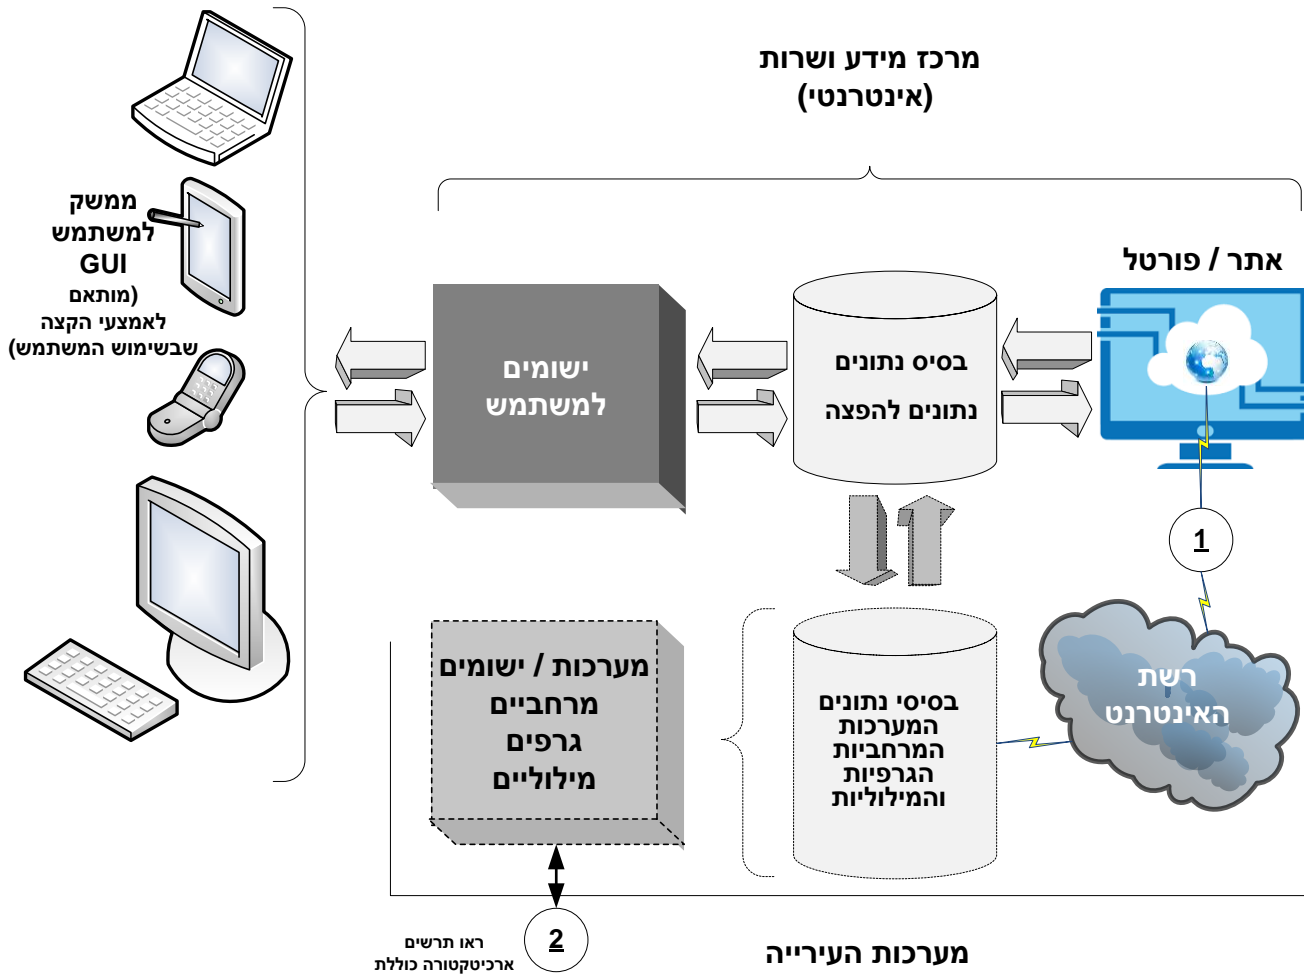 מרכז מידע ושרות
(אינטרנטי)
אתר / פורטל
ממשק
למשתמש
GUI
(מותאם
לאמצעי הקצה
שבשימוש המשתמש)
ישומים
למשתמש
בסיס נתונים
נתונים להפצה
1
רשת
האינטרנט
בסיסי נתונים
המערכות
המרחביות
הגרפיות
והמילוליות
מערכות / ישומים
מרחביים
גרפים
מילוליים
2
ראו תרשים
ארכיטקטורה כוללת
מערכות העירייה